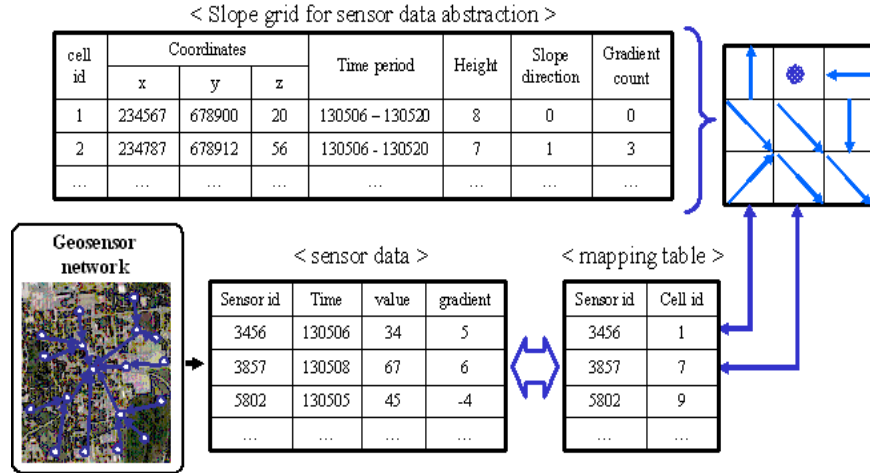 < Slope grid for sensor data abstraction >
cell id Coordinates Time period Height Slope direction Gradient count
x y z
1 234567 678900 20 130506 – 130520 8 0 0
2 234787 678912 56 130506 - 130520 7 1 3
... ... ... ... ... ... ... ...
Geosensor
network
< sensor data >
Sensor id Time value gradient
3456 130506 34 5
3857 130508 67 6
5802 130505 45 -4
... ... ... ...
< mapping table >
Sensor id Cell id
3456 1
3857 7
5802 9
... ...